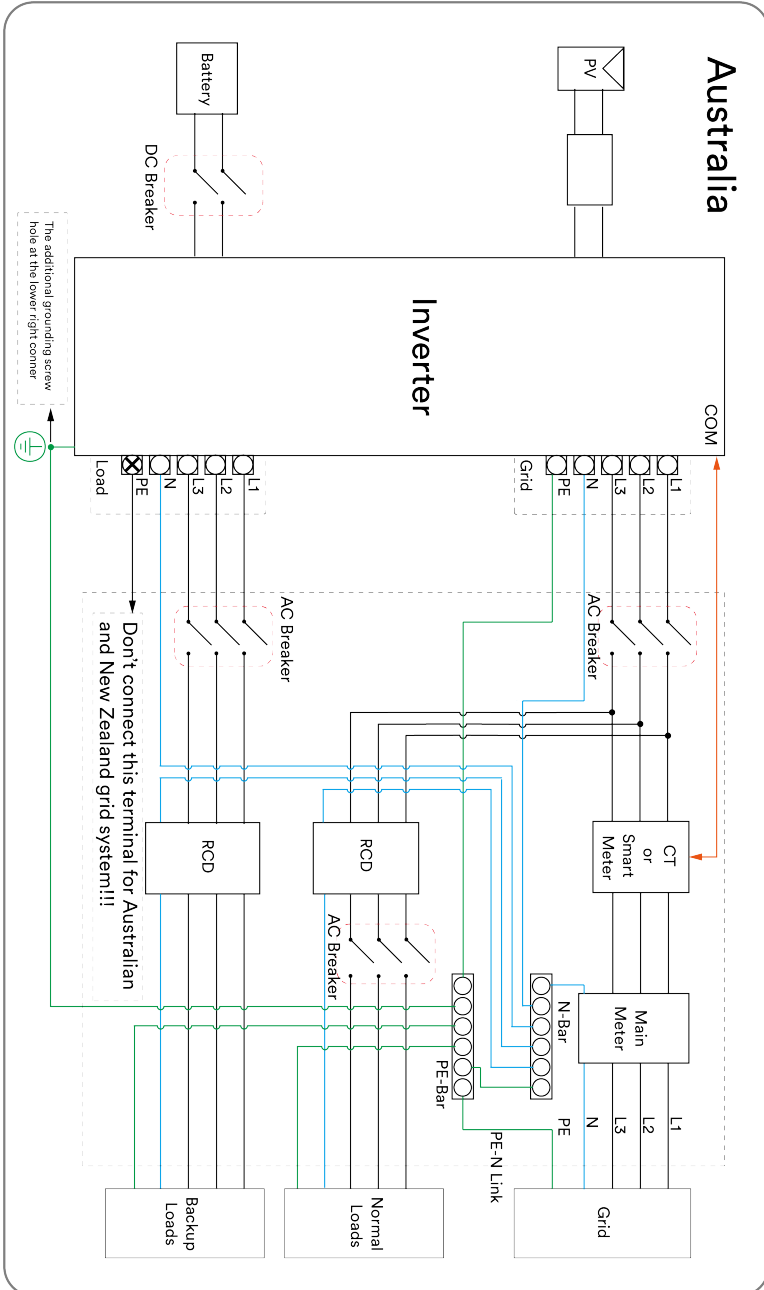 Australia
PV
Battery
DC Breaker
The additional grounding screw
hole at the lower right conner
Inverter
COM
Grid
L1
L2
L3
N
PE
Load
L1
L2
L3
N
PE
AC Breaker
AC Breaker
Don't connect this terminal for Australian
and New Zealand grid system!!!
CT
or
Smart
Meter
RCD
RCD
AC Breaker
Main
Meter
N-Bar
PE-Bar
L1
L2
L3
N
PE
PE-N Link
Grid
Normal
Loads
Backup
Loads